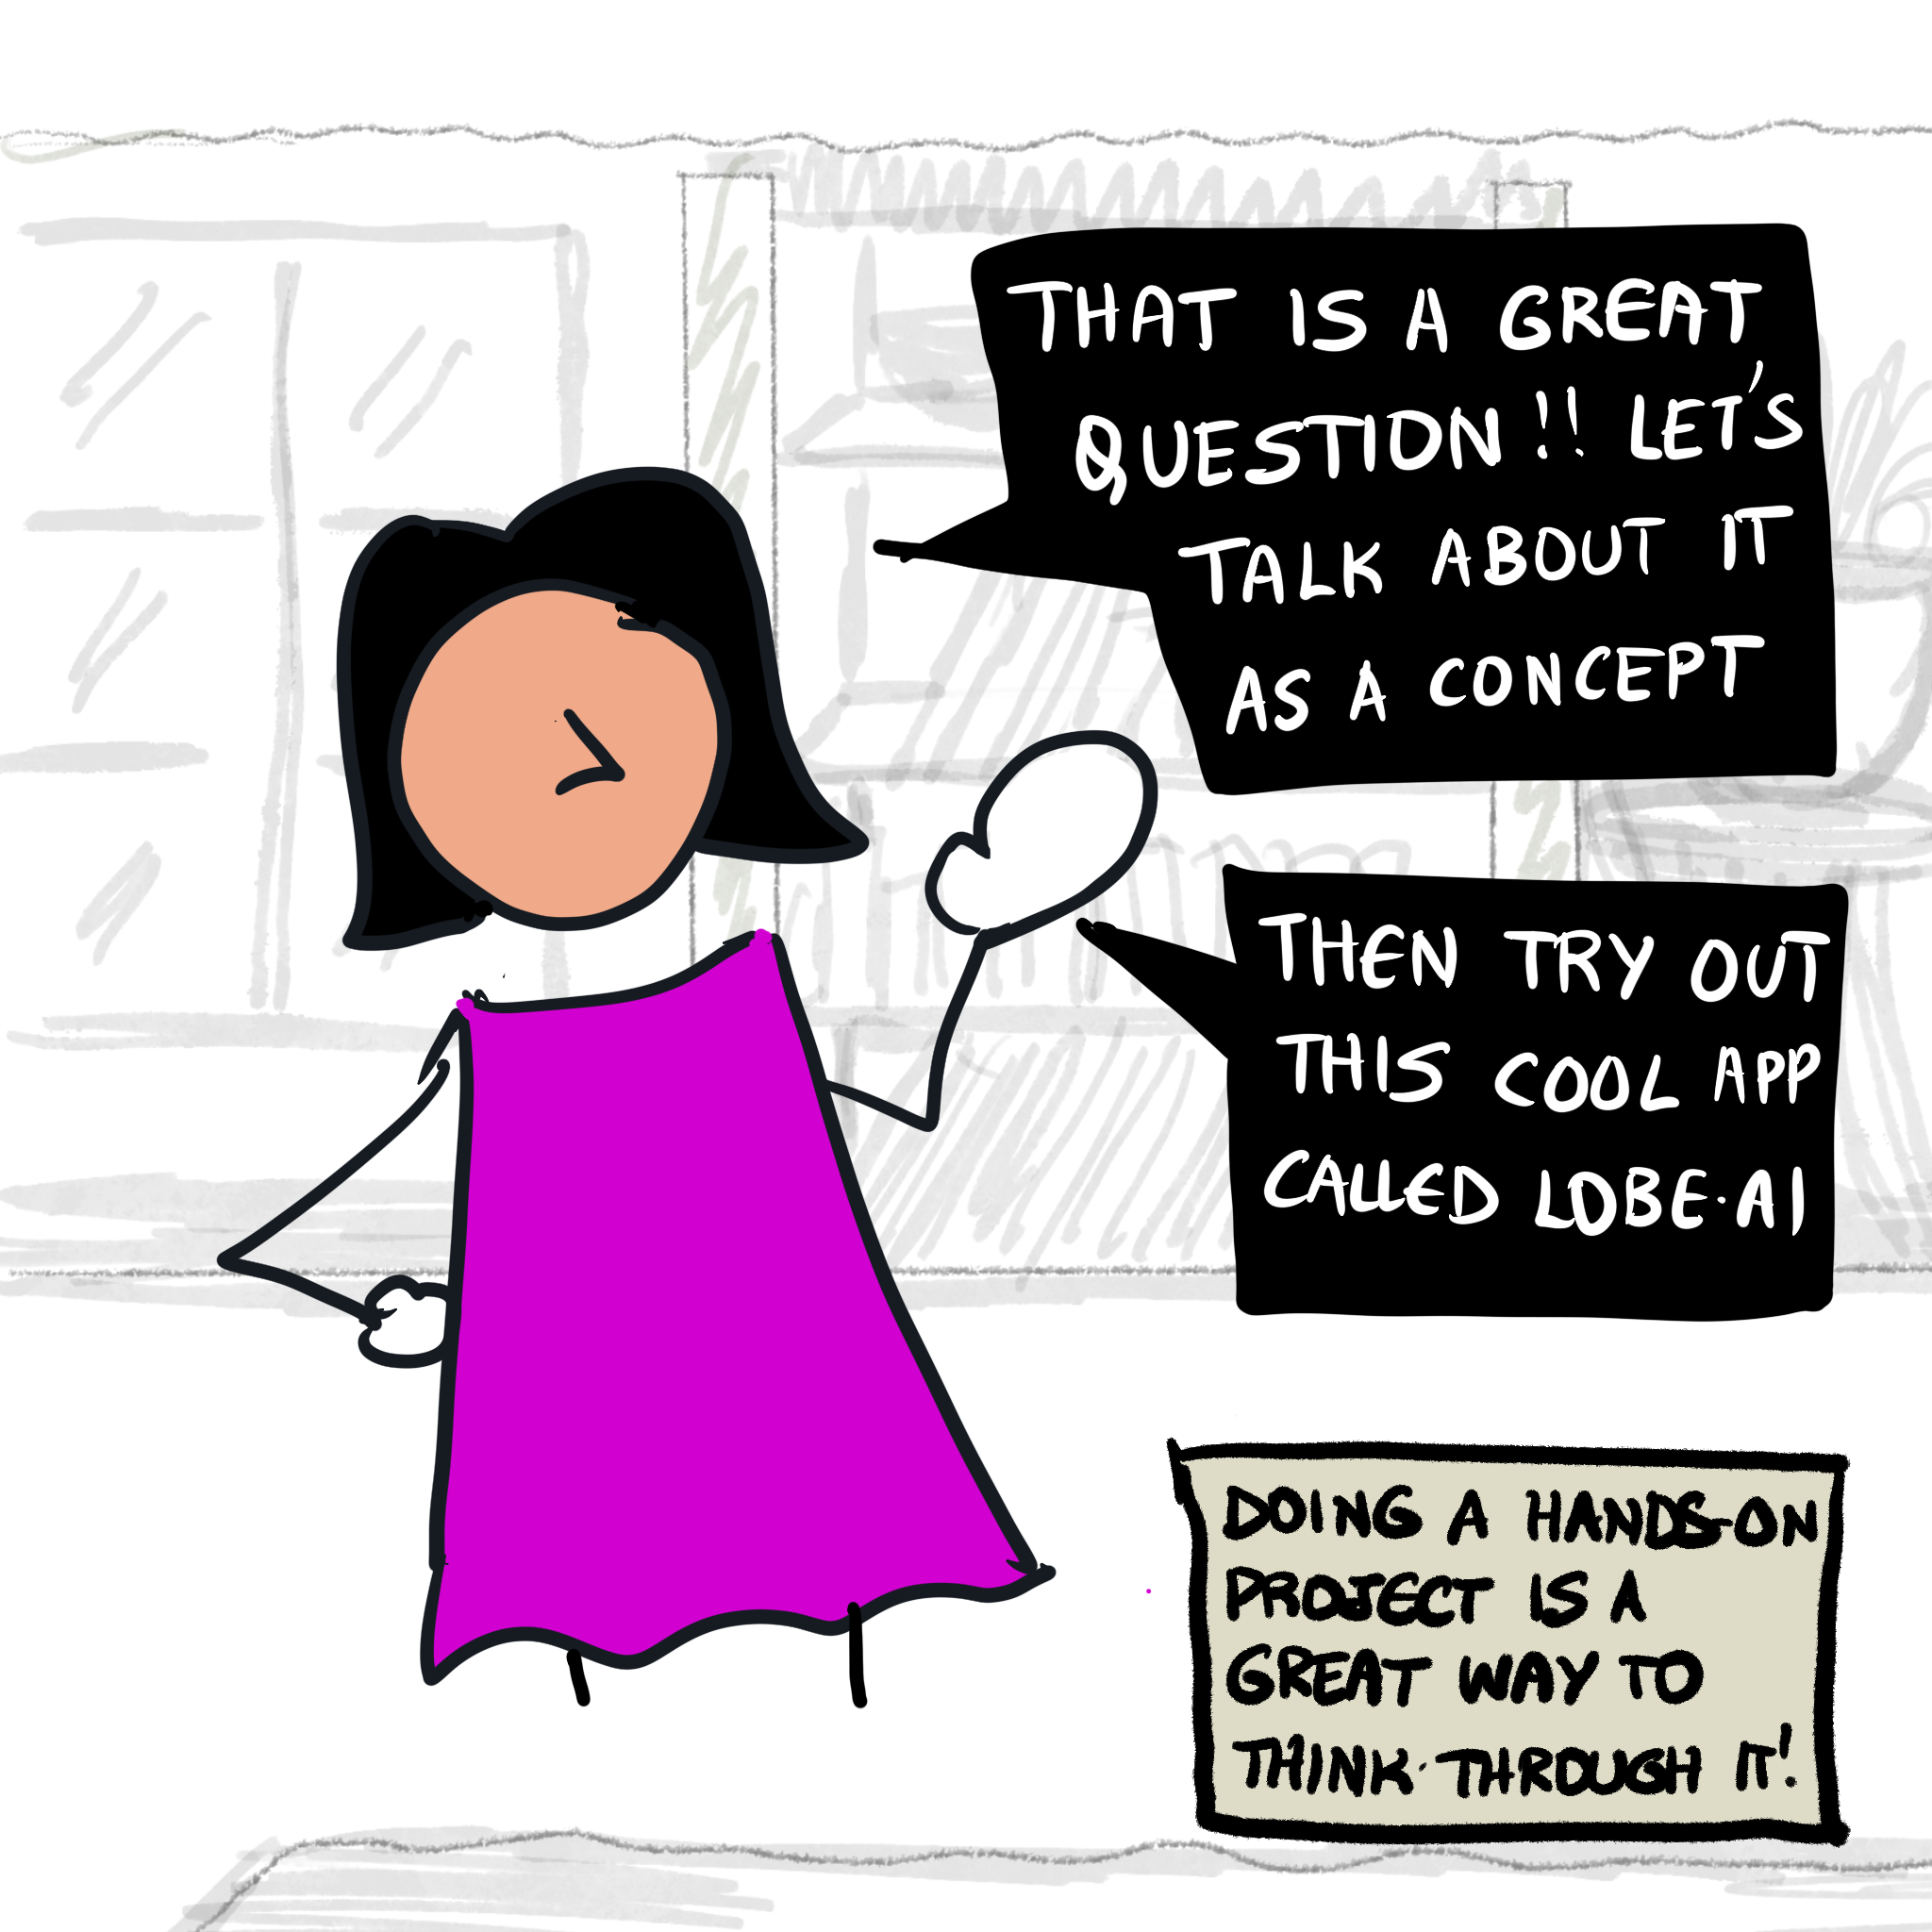 THAT IS A GREAT
QUESTION!! LET'S
TALK ABOUT IT
AS A CONCEPT
THEN TRY OUT
THIS COOL APP
CALLED LOBE.AI
DOING A HANDS-ON
PROJECT IS A
GREAT WAY TO
THINK·THROUGH IT!